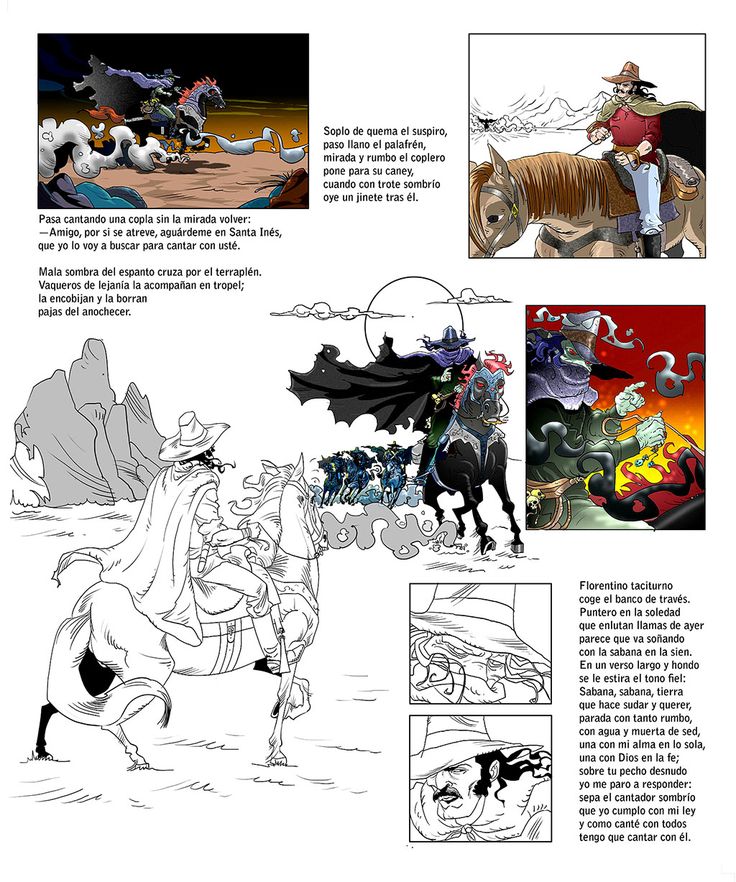 Soplo de quema el suspiro,
paso llano el palafrén,
mirada y rumbo el coplero
pone para su caney,
cuando con trote sombrío
oye un jinete tras él.
Pasa cantando una copla sin la mirada volver:
—Amigo, por si se atreve, aguárdeme en Santa Inés,
que yo lo voy a buscar para cantar con usté.
Mala sombra del espanto cruza por el terraplén.
Vaqueros de lejanía la acompañan en tropel;
la encobijan y la borran
pajas del anochecer.
Florentino taciturno
coge el banco de través.
Puntero en la soledad
que enlutan llamas de ayer
parece que va soñando
con la sabana en la sien.
En un verso largo y hondo
se le estira el tono fiel:
Sabana, sabana, tierra
que hace sudar y querer,
parada con tanto rumbo,
con agua y muerta de sed,
una con mi alma en lo sola,
una con Dios en la fe;
sobre tu pecho desnudo
yo me paro a responder:
sepa el cantador sombrío
que yo cumplo con mi ley
y como canté con todos
tengo que cantar con él.